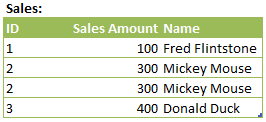 Sales:
ID Sales Amount Name
1 100 Fred Flintstone
2 300 Mickey Mouse
2 300 Mickey Mouse
3 400 Donald Duck